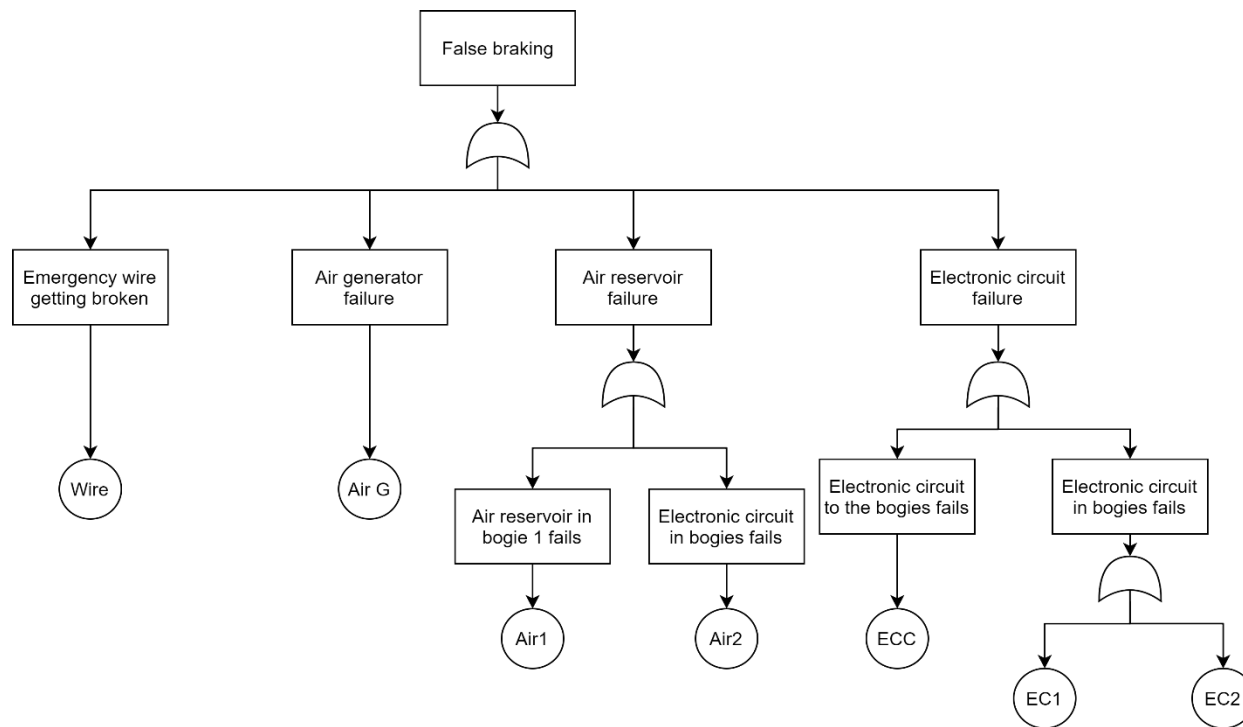 False braking
Emergency wire
getting broken
Air generator
failure
Air reservoir
failure
Electronic circuit
failure
Wire
Air G
Air reservoir in
bogie 1 fails
Electronic circuit
in bogies fails
Electronic circuit
to the bogies fails
Electronic circuit
in bogies fails
Air1
Air2
ECC
EC1
EC2